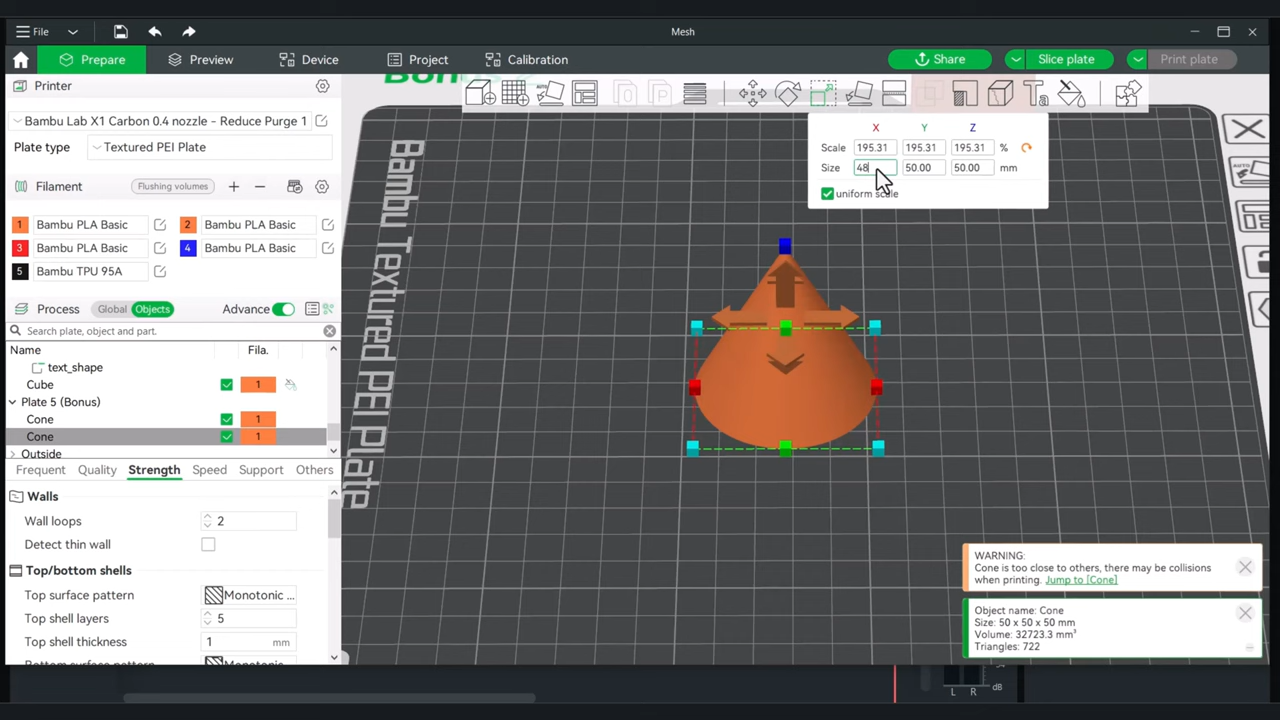 File
Mesh
Prepare
Preview
Device
Project
Calibration
Share
Slice plate
Print plate
Printer
Bambu Lab X1 Carbon 0.4 nozzle - Reduce Purge 1
Plate type
Textured PEI Plate
Filament
Flushing volumes
1 Bambu PLA Basic
2 Bambu PLA Basic
3 Bambu PLA Basic
4 Bambu PLA Basic
5 Bambu TPU 95A
Process Global Objects Advance
Search plate, object and part.
Name Fila.
text_shape
Cube 1
Plate 5 (Bonus)
Cone 1
Cone 1
Outside
Frequent Quality Strength Speed Support Others
Walls
Wall loops 2
Detect thin wall
Top/bottom shells
Top surface pattern Monotonic ...
Top shell layers 5
Top shell thickness 1 mm
Bottom surface pattern Monotonic
Bambu Textured PEI Plate
X Y Z
Scale 195.31 195.31 195.31 %
Size 48 50.00 50.00 mm
uniform scale
WARNING:
Cone is too close to others, there may be collisions
when printing. Jump to [Cone]
Object name: Cone
Size: 50 x 50 x 50 mm
Volume: 32723.3 mm³
Triangles: 722
L R
dB